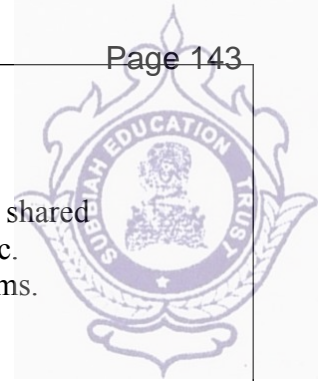 Page 143
SUBBIAH EDUCATION TRUST
shared
c.
ms.